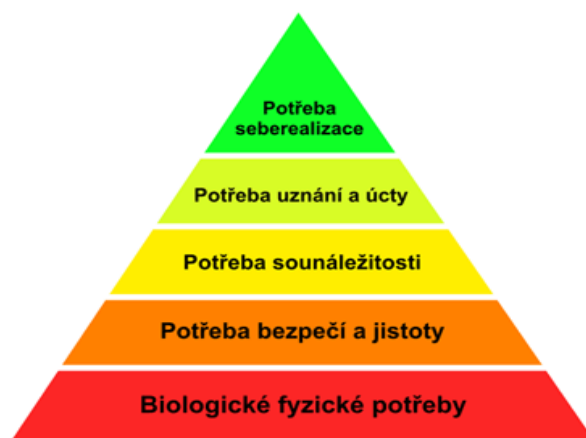 Potřeba
seberealizace
Potřeba uznání a úcty
Potřeba sounáležitosti
Potřeba bezpečí a jistoty
Biologické fyzické potřeby